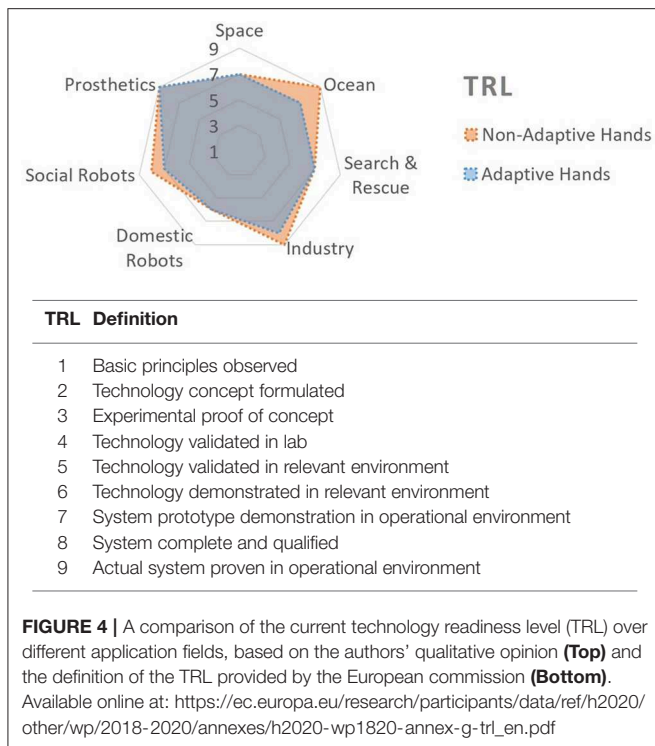 Space
9
7
5
3
1
Prosthetics
Ocean
Social Robots
Search &
Rescue
Domestic
Robots
Industry
TRL
Non-Adaptive Hands
Adaptive Hands
TRL Definition
1 Basic principles observed
2 Technology concept formulated
3 Experimental proof of concept
4 Technology validated in lab
5 Technology validated in relevant environment
6 Technology demonstrated in relevant environment
7 System prototype demonstration in operational environment
8 System complete and qualified
9 Actual system proven in operational environment
FIGURE 4 | A comparison of the current technology readiness level (TRL) over
different application fields, based on the authors' qualitative opinion (Top) and
the definition of the TRL provided by the European commission (Bottom).
Available online at: https://ec.europa.eu/research/participants/data/ref/h2020/
other/wp/2018-2020/annexes/h2020-wp1820-annex-g-trl_en.pdf